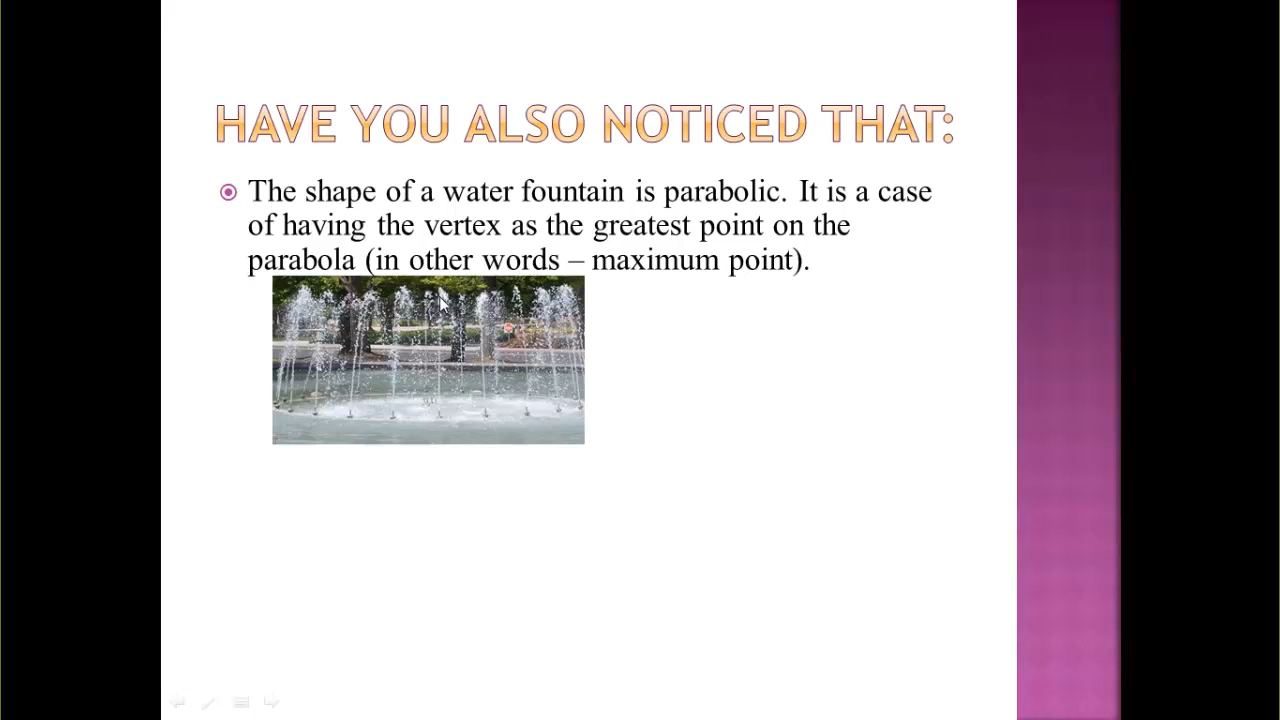 HAVE YOU ALSO NOTICED THAT:
The shape of a water fountain is parabolic. It is a case
of having the vertex as the greatest point on the
parabola (in other words – maximum point).